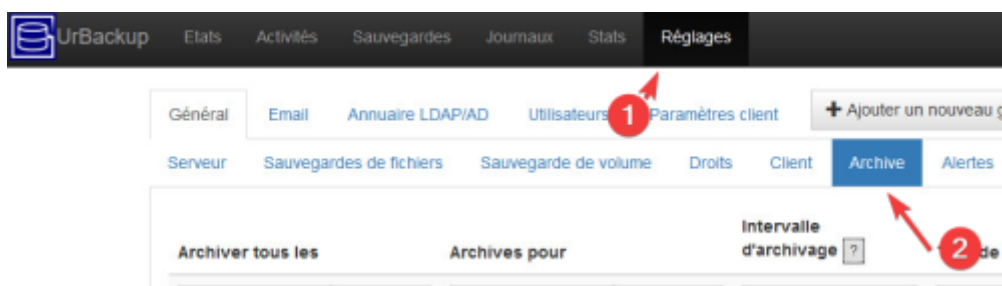 UrBackup Etats Activités Sauvegardes Journaux Stats Réglages
Général Email Annuaire LDAP/AD Utilisateurs 1 Paramètres client + Ajouter un nouveau
Serveur Sauvegardes de fichiers Sauvegarde de volume Droits Client Archive Alertes
Archiver tous les Archives pour Intervalle
d'archivage ? 2 de